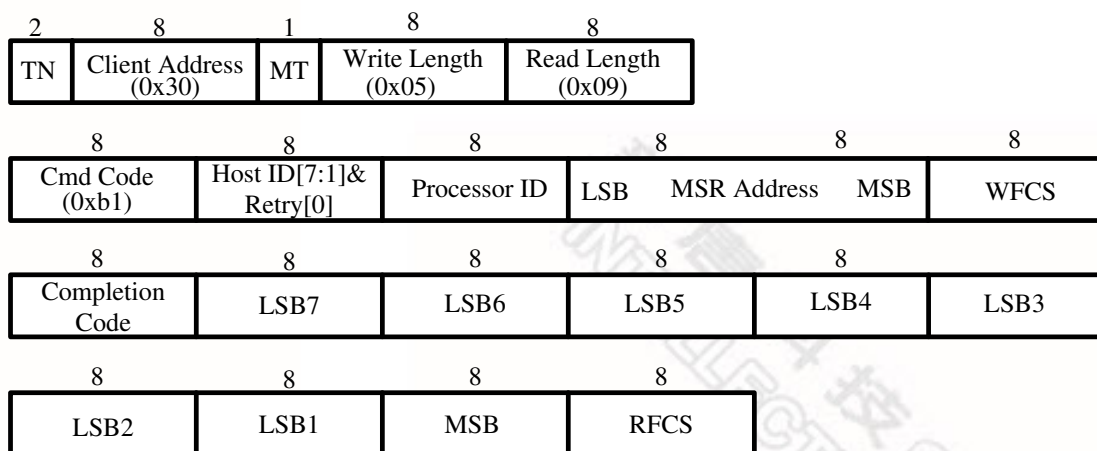 2 8 1 8 8
TN Client Address (0x30) MT Write Length (0x05) Read Length (0x09)
8 8 8 8 8 8
Cmd Code (0xb1) Host ID[7:1]& Retry[0] Processor ID LSB MSR Address MSB WFCS
8 8 8 8 8
Completion Code LSB7 LSB6 LSB5 LSB4 LSB3
8 8 8 8
LSB2 LSB1 MSB RFCS